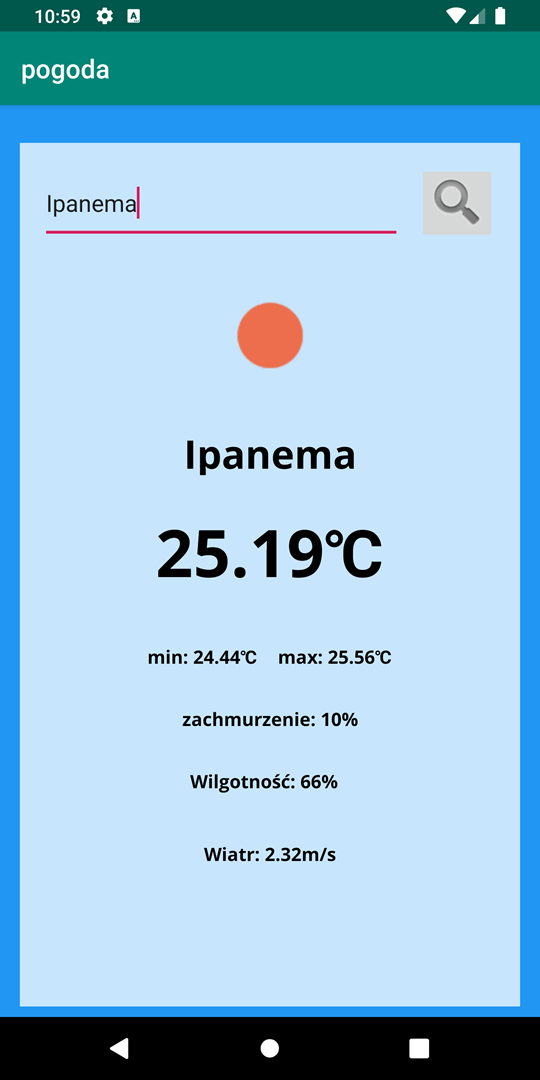 10:59
pogoda
Ipanema
Ipanema
25.19℃
min: 24.44℃ max: 25.56℃
zachmurzenie: 10%
Wilgotność: 66%
Wiatr: 2.32m/s